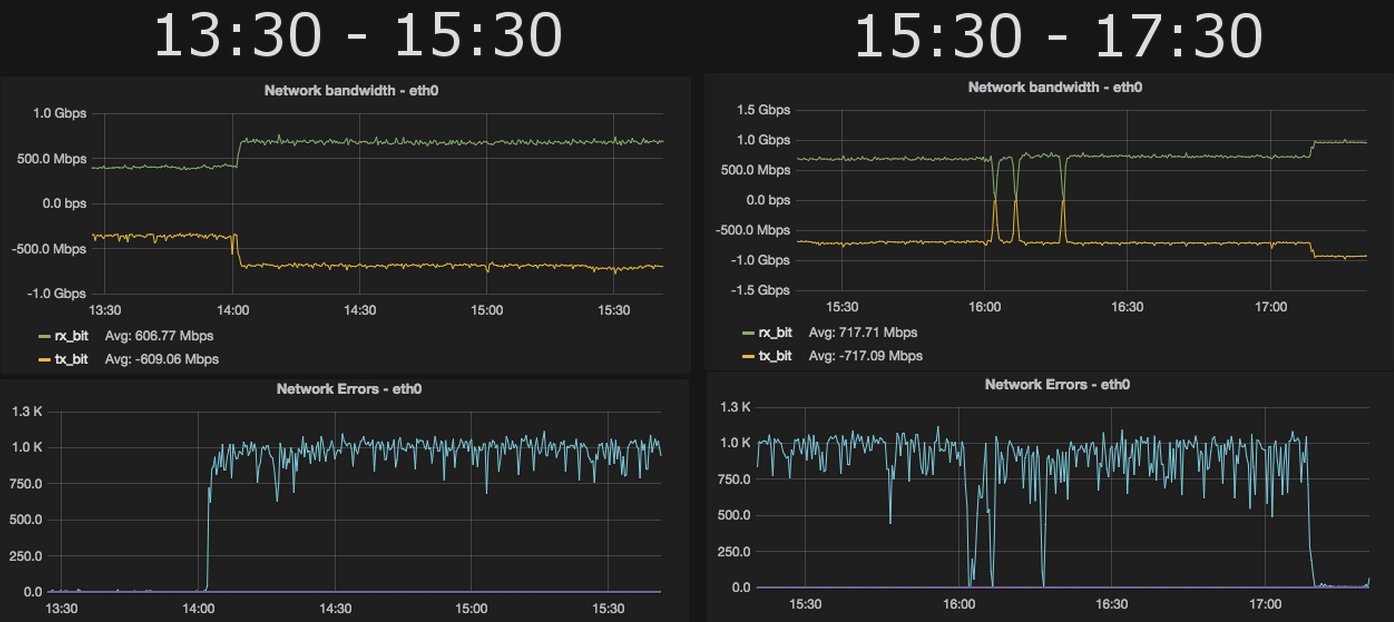 13:30 - 15:30
Network bandwidth - eth0
1.0 Gbps
500.0 Mbps
0.0 bps
-500.0 Mbps
-1.0 Gbps
13:30 14:00 14:30 15:00 15:30
rx_bit Avg: 606.77 Mbps
tx_bit Avg: -609.06 Mbps
Network Errors - eth0
1.3 K
1.0 K
750.0
500.0
250.0
0.0
13:30 14:00 14:30 15:00 15:30
15:30 - 17:30
Network bandwidth - eth0
1.5 Gbps
1.0 Gbps
500.0 Mbps
0.0 bps
-500.0 Mbps
-1.0 Gbps
-1.5 Gbps
15:30 16:00 16:30 17:00
rx_bit Avg: 717.71 Mbps
tx_bit Avg: -717.09 Mbps
Network Errors - eth0
1.3 K
1.0 K
750.0
500.0
250.0
0.0
15:30 16:00 16:30 17:00